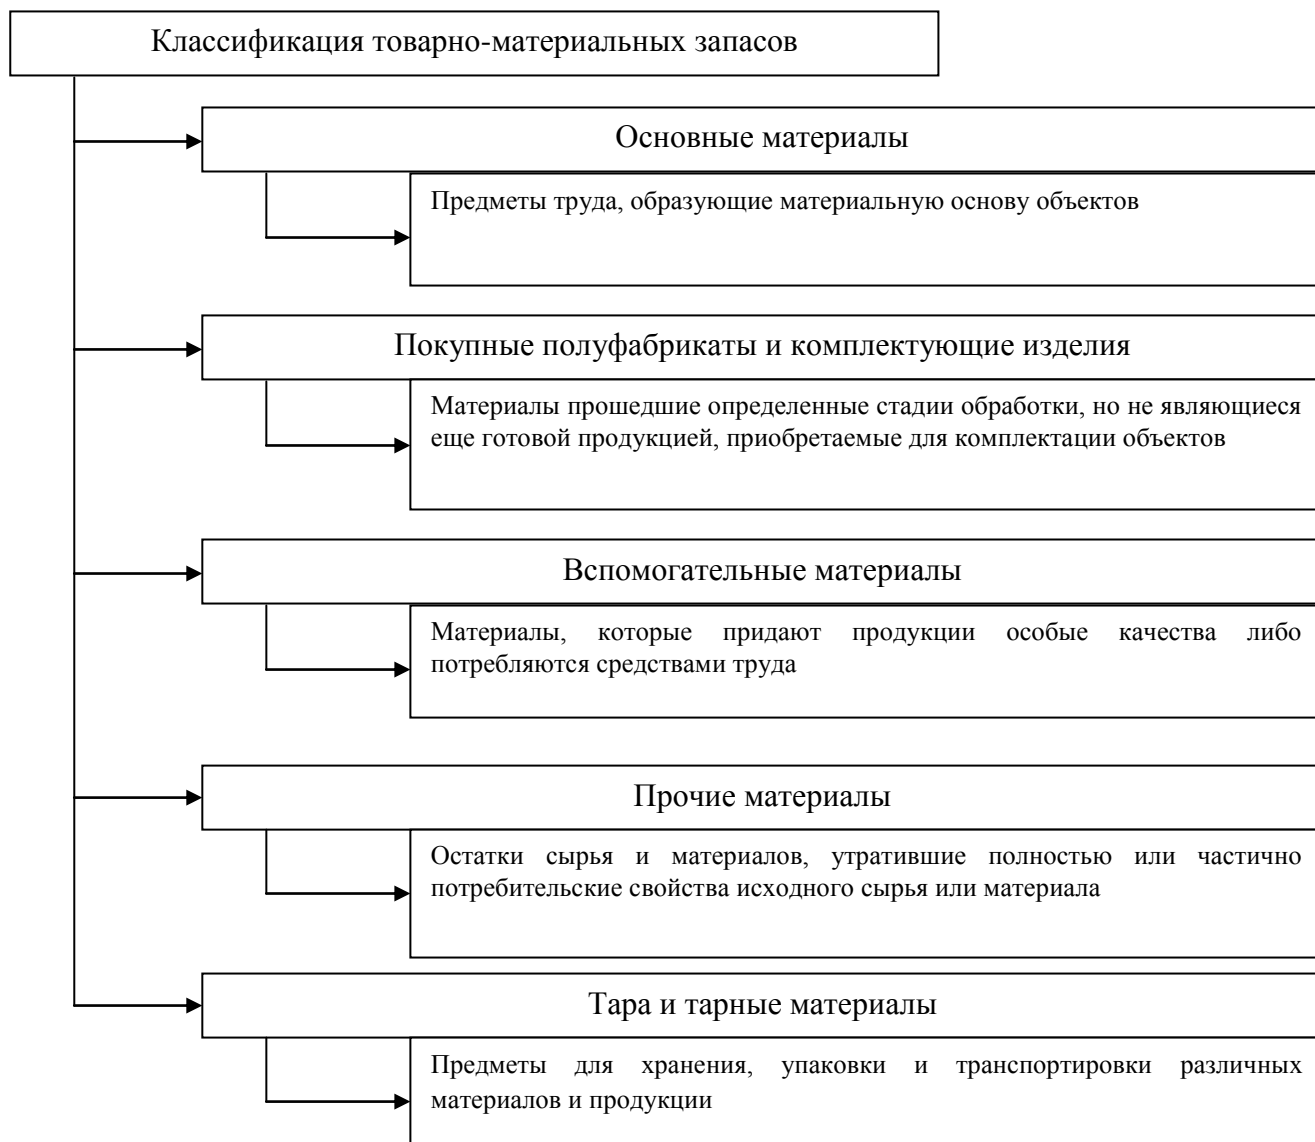 Классификация товарно-материальных запасов
Основные материалы
Предметы труда, образующие материальную основу объектов
Покупные полуфабрикаты и комплектующие изделия
Материалы прошедшие определенные стадии обработки, но не являющиеся
еще готовой продукцией, приобретаемые для комплектации объектов
Вспомогательные материалы
Материалы, которые придают продукции особые качества либо
потребляются средствами труда
Прочие материалы
Остатки сырья и материалов, утратившие полностью или частично
потребительские свойства исходного сырья или материала
Тара и тарные материалы
Предметы для хранения, упаковки и транспортировки различных
материалов и продукции